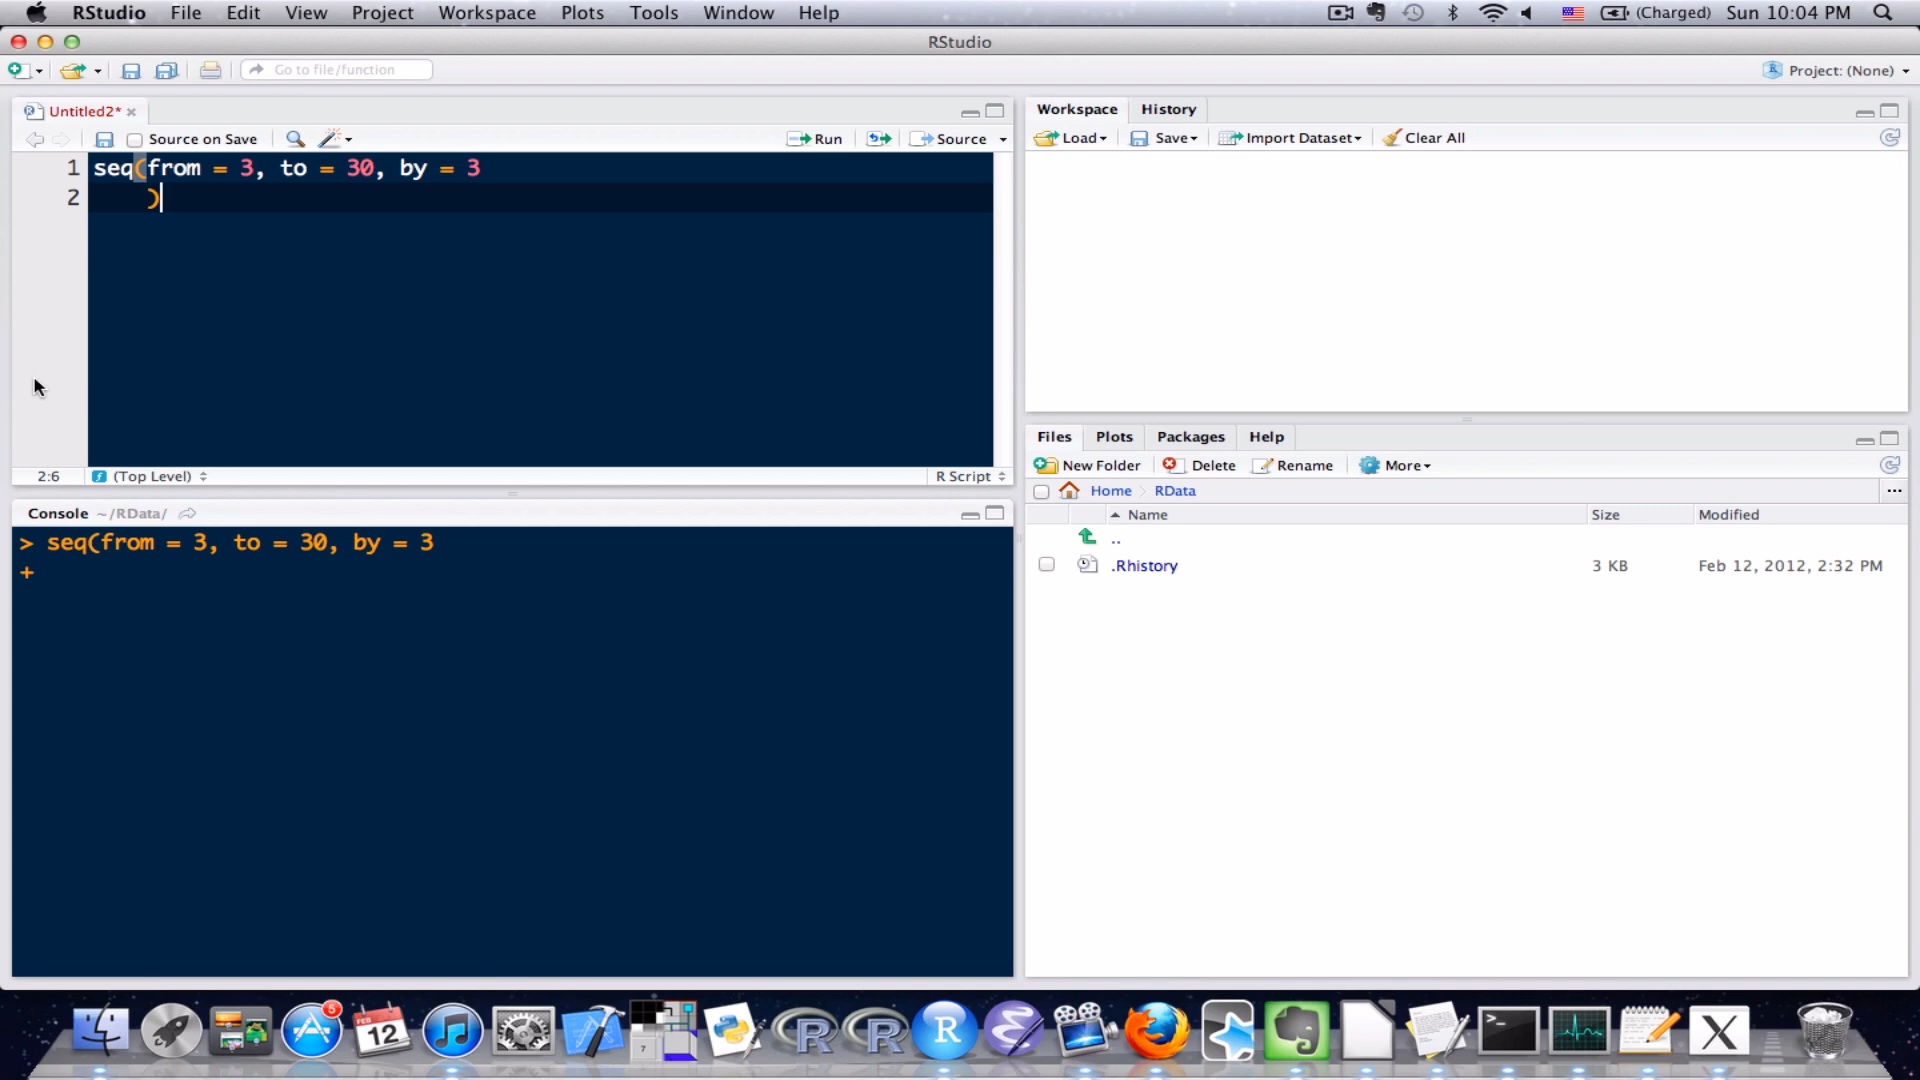 RStudio File Edit View Project Workspace Plots Tools Window Help (Charged) Sun 10:04 PM
RStudio
Go to file/function Project: (None)
Untitled2*
Source on Save Run Source
1 seq(from = 3, to = 30, by = 3
2 )
2:6 (Top Level) R Script
Console ~/RData/
> seq(from = 3, to = 30, by = 3
+
Workspace History
Load Save Import Dataset Clear All
Files Plots Packages Help
New Folder Delete Rename More
Home RData ...
Name Size Modified
..
.Rhistory 3 KB Feb 12, 2012, 2:32 PM
5
FEB
12
7
R
R
R
>_
X